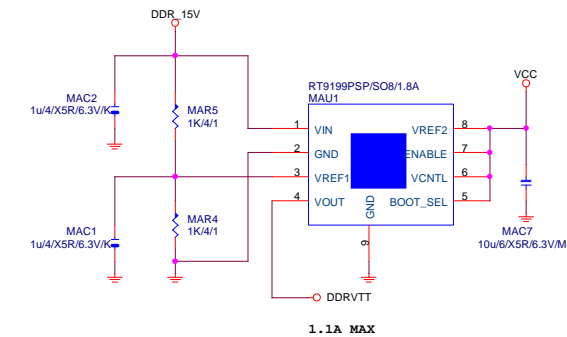 DDR_15V
RT9199PSP/SO8/1.8A
MAU1
VCC
MAC2
1u/4/X5R/6.3V/K
MAR5
1K/4/1
1
VIN
VREF2
8
2
GND
ENABLE
7
3
VREF1
VCNTL
6
4
VOUT
BOOT_SEL
5
GND
9
MAC1
1u/4/X5R/6.3V/K
MAR4
1K/4/1
MAC7
10u/6/X5R/6.3V/M
DDRVTT
1.1A MAX